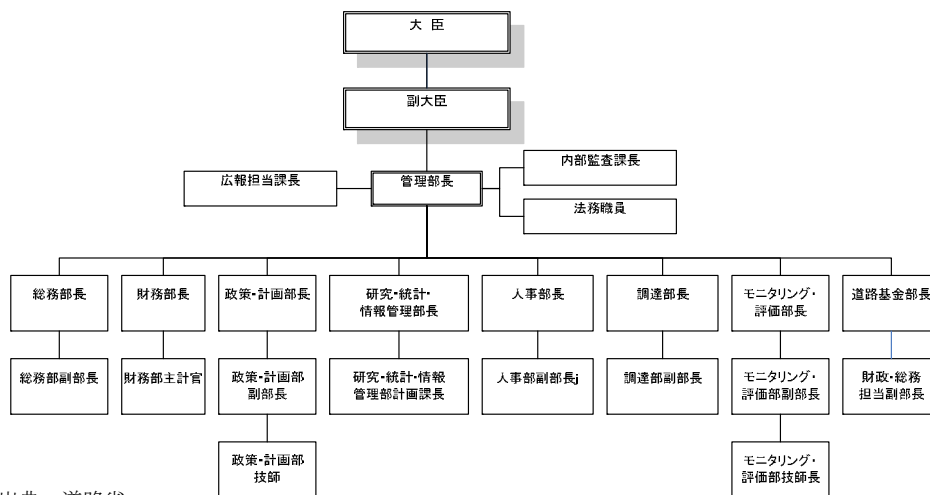 大 臣
副大臣
内部監査課長
広報担当課長
管理部長
法務職員
総務部長
財務部長
政策・計画部長
研究・統計・
情報管理部長
人事部長
調達部長
モニタリング・
評価部長
道路基金部長
総務部副部長
財務部主計官
政策・計画部
副部長
研究・統計・情報
管理部計画課長
人事部副部長j
調達部副部長
モニタリング・
評価部副部長
財政・総務
担当副部長
政策・計画部
技師
モニタリング・
評価部技師長